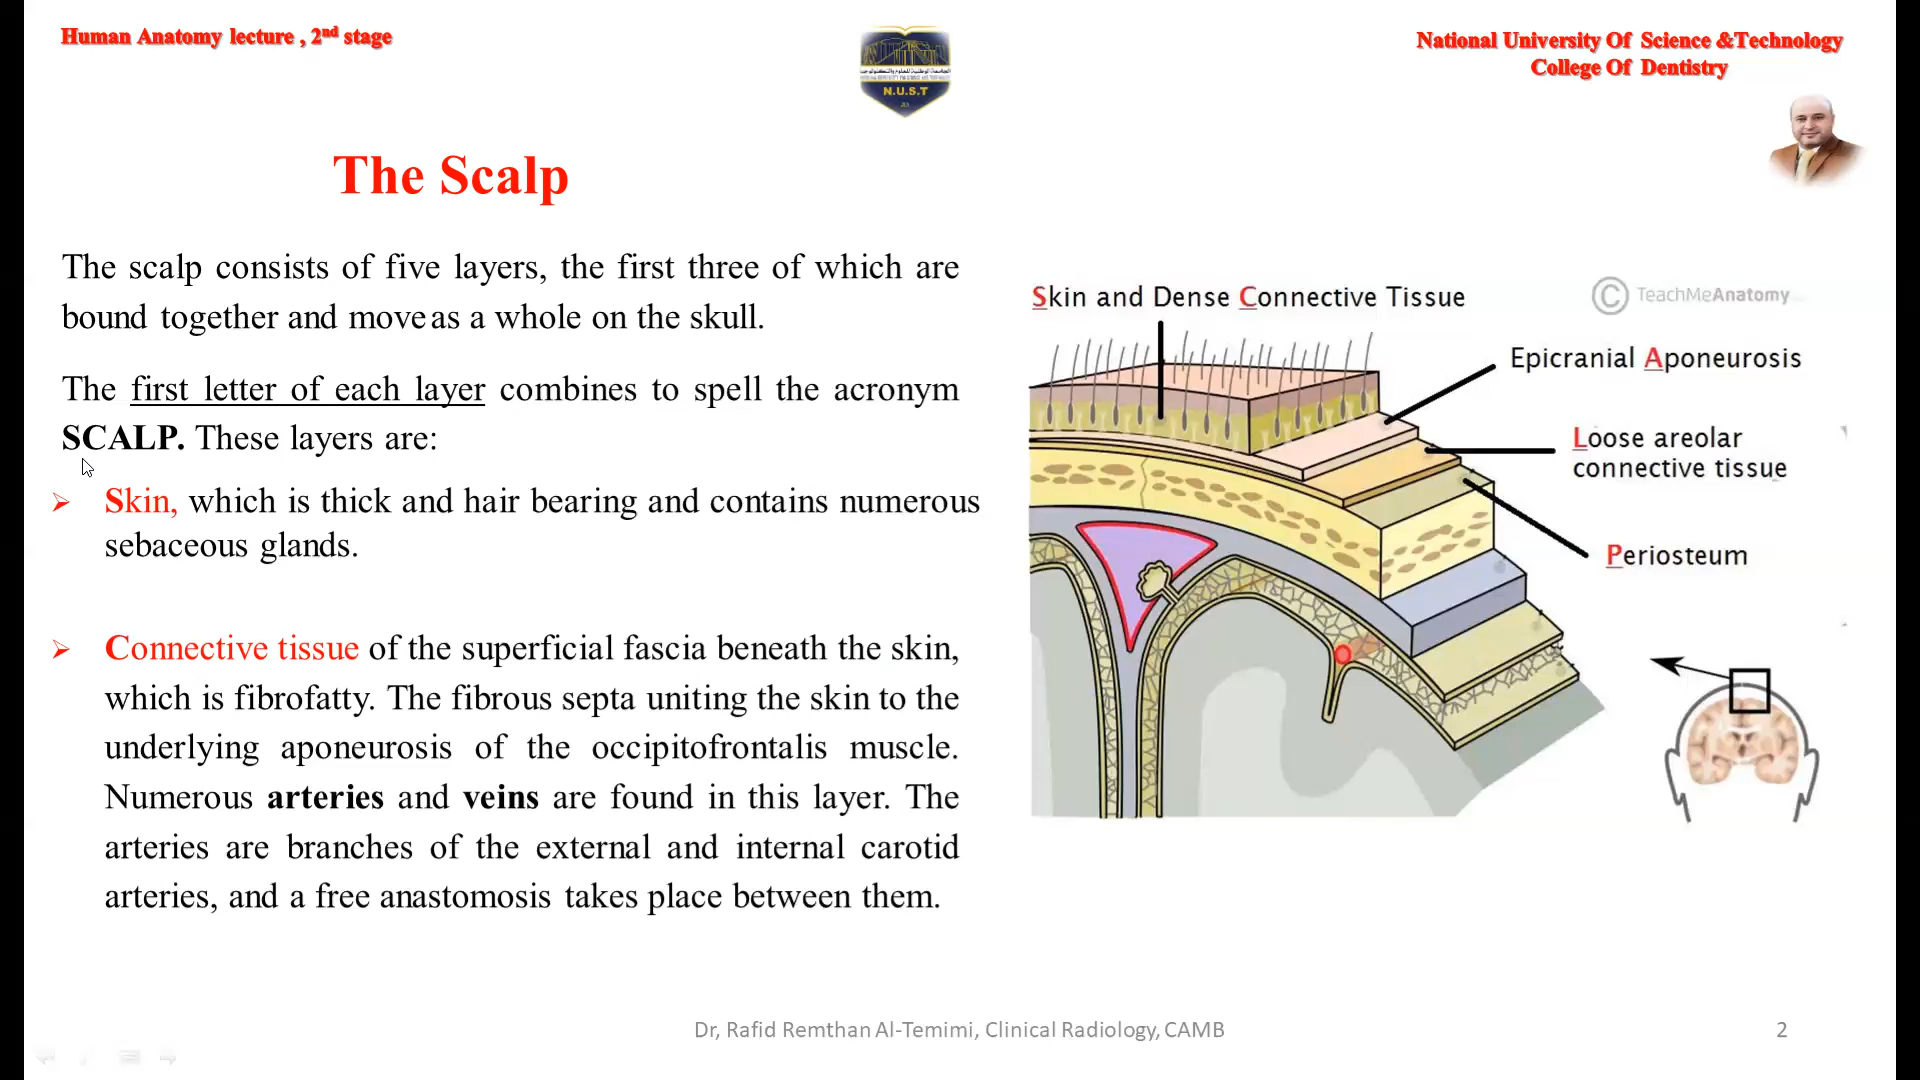 Human Anatomy lecture , 2nd stage
National University Of Science &Technology
College Of Dentistry
N.U.S.T
The Scalp
The scalp consists of five layers, the first three of which are
bound together and move as a whole on the skull.
The first letter of each layer combines to spell the acronym
SCALP. These layers are:
➢ Skin, which is thick and hair bearing and contains numerous
sebaceous glands.
➢ Connective tissue of the superficial fascia beneath the skin,
which is fibrofatty. The fibrous septa uniting the skin to the
underlying aponeurosis of the occipitofrontalis muscle.
Numerous arteries and veins are found in this layer. The
arteries are branches of the external and internal carotid
arteries, and a free anastomosis takes place between them.
Skin and Dense Connective Tissue
© TeachMeAnatomy
Epicranial Aponeurosis
Loose areolar
connective tissue
Periosteum
Dr, Rafid Remthan Al-Temimi, Clinical Radiology, CAMB
2